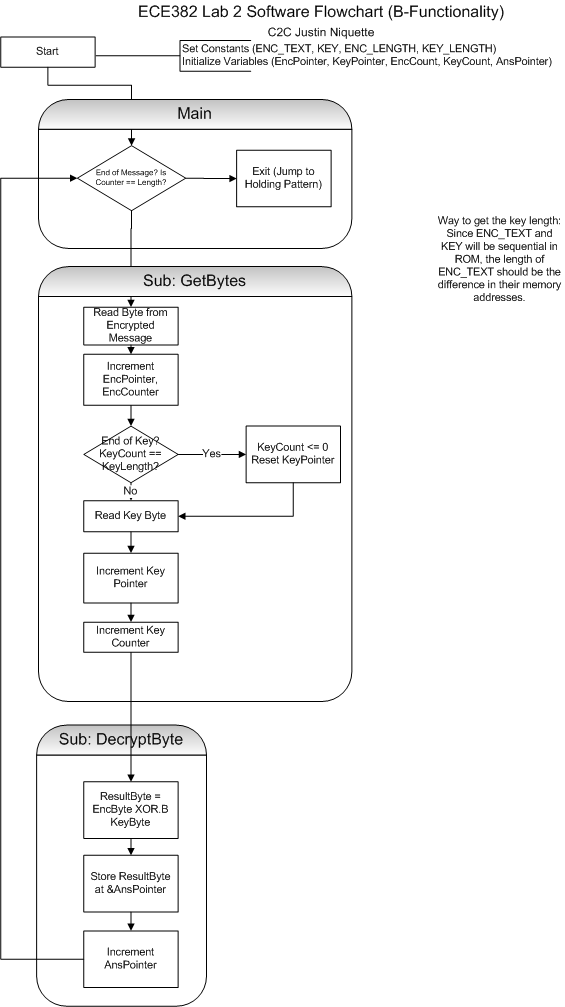 ECE382 Lab 2 Software Flowchart (B-Functionality)
C2C Justin Niquette
Start
Set Constants (ENC_TEXT, KEY, ENC_LENGTH, KEY_LENGTH)
Initialize Variables (EncPointer, KeyPointer, EncCount, KeyCount, AnsPointer)
Main
End of Message? Is
Counter == Length?
Exit (Jump to
Holding Pattern)
Way to get the key length:
Since ENC_TEXT and
KEY will be sequential in
ROM, the length of
ENC_TEXT should be the
difference in their memory
addresses.
Sub: GetBytes
Read Byte from
Encrypted
Message
Increment
EncPointer,
EncCounter
End of Key?
KeyCount ==
KeyLength?
Yes
KeyCount <= 0
Reset KeyPointer
No
Read Key Byte
Increment Key
Pointer
Increment Key
Counter
Sub: DecryptByte
ResultByte =
EncByte XOR.B
KeyByte
Store ResultByte
at &AnsPointer
Increment
AnsPointer